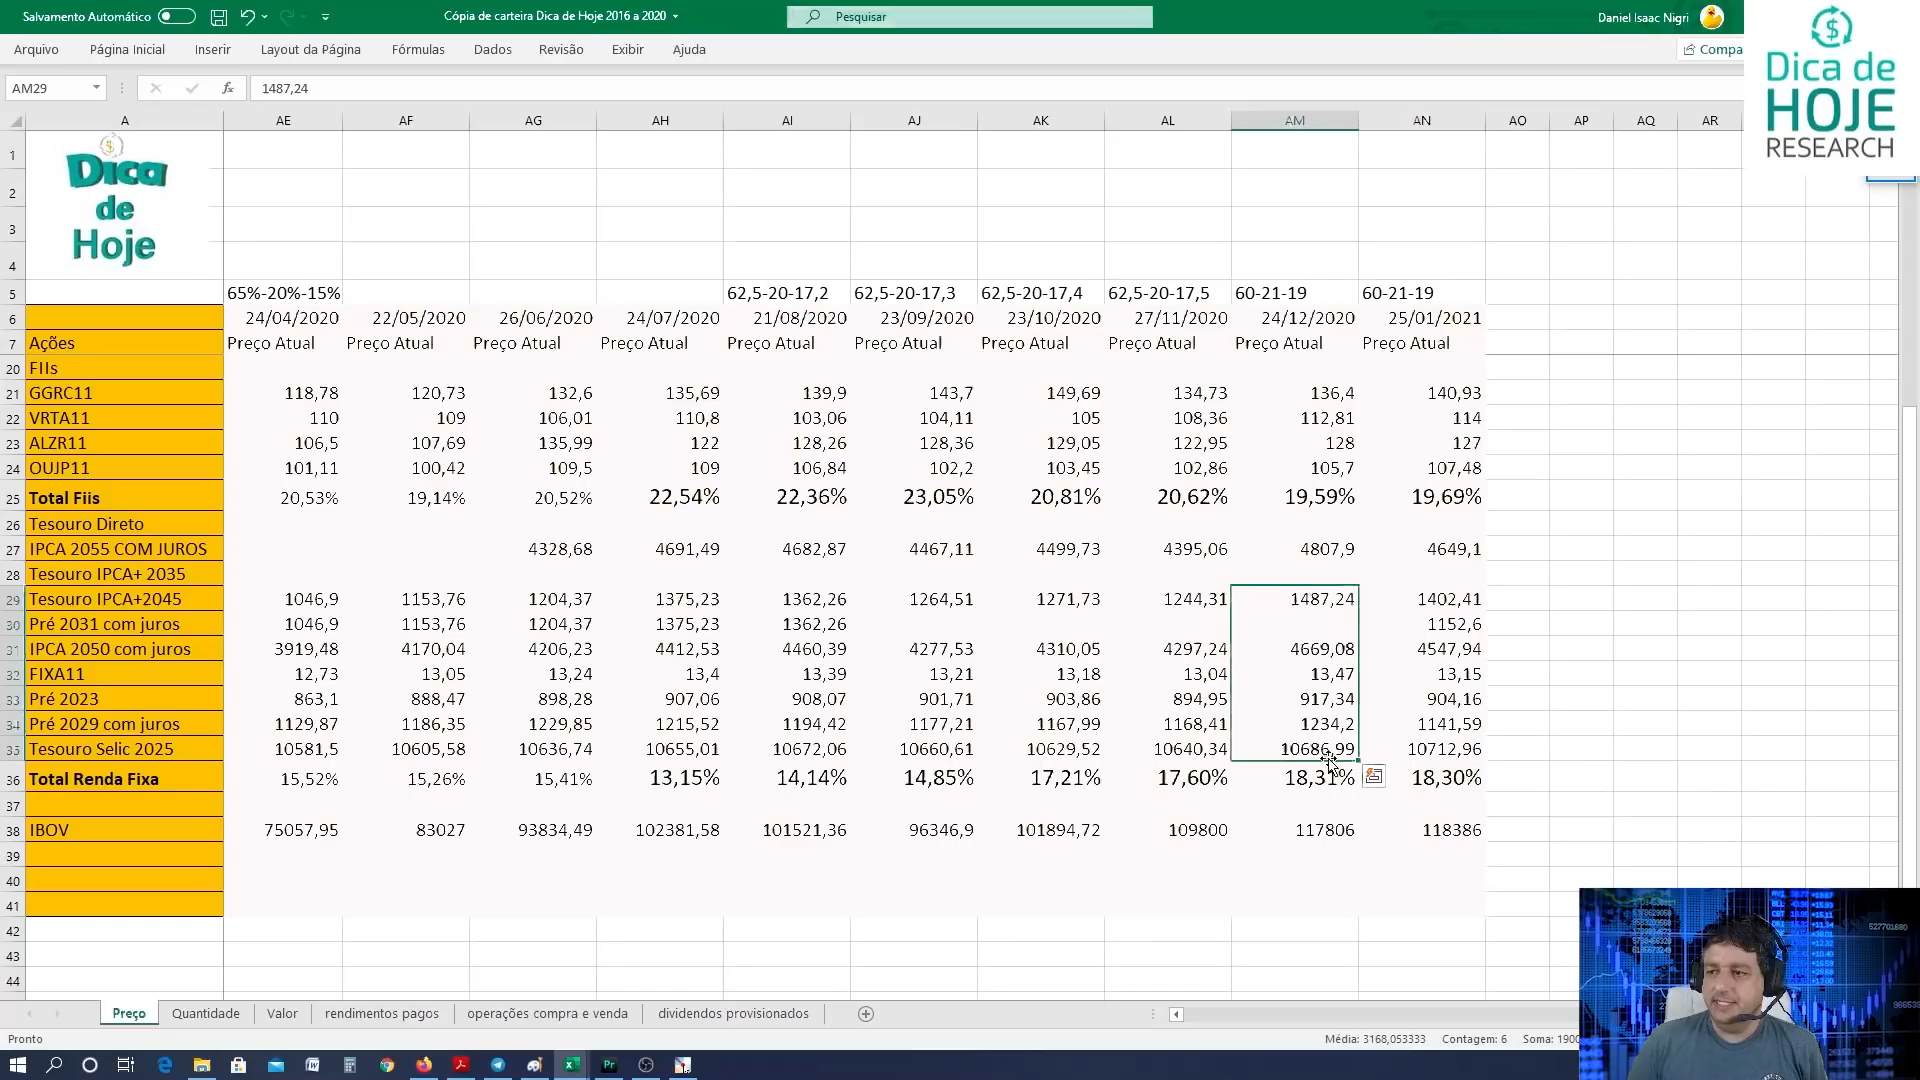 Salvamento Automático
Cópia de carteira Dica de Hoje 2016 a 2020
Pesquisar
Daniel Isaac Nigri
Arquivo Página Inicial Inserir Layout da Página Fórmulas Dados Revisão Exibir Ajuda
Compa
Dica de
HOJE
RESEARCH
AM29 fx 1487,24
A AE AF AG AH AI AJ AK AL AM AN AO AP AQ AR
1
2
3
4
Dica
de
Hoje
5 65%-20%-15% 62,5-20-17,2 62,5-20-17,3 62,5-20-17,4 62,5-20-17,5 60-21-19 60-21-19
6 24/04/2020 22/05/2020 26/06/2020 24/07/2020 21/08/2020 23/09/2020 23/10/2020 27/11/2020 24/12/2020 25/01/2021
7 Ações Preço Atual Preço Atual Preço Atual Preço Atual Preço Atual Preço Atual Preço Atual Preço Atual Preço Atual Preço Atual
20 FIIs
21 GGRC11 118,78 120,73 132,6 135,69 139,9 143,7 149,69 134,73 136,4 140,93
22 VRTA11 110 109 106,01 110,8 103,06 104,11 105 108,36 112,81 114
23 ALZR11 106,5 107,69 135,99 122 128,26 128,36 129,05 122,95 128 127
24 OUJP11 101,11 100,42 109,5 109 106,84 102,2 103,45 102,86 105,7 107,48
25 Total Fiis 20,53% 19,14% 20,52% 22,54% 22,36% 23,05% 20,81% 20,62% 19,59% 19,69%
26 Tesouro Direto
27 IPCA 2055 COM JUROS 4328,68 4691,49 4682,87 4467,11 4499,73 4395,06 4807,9 4649,1
28 Tesouro IPCA+ 2035
29 Tesouro IPCA+2045 1046,9 1153,76 1204,37 1375,23 1362,26 1264,51 1271,73 1244,31 1487,24 1402,41
30 Pré 2031 com juros 1046,9 1153,76 1204,37 1375,23 1362,26 1152,6
31 IPCA 2050 com juros 3919,48 4170,04 4206,23 4412,53 4460,39 4277,53 4310,05 4297,24 4669,08 4547,94
32 FIXA11 12,73 13,05 13,24 13,4 13,39 13,21 13,18 13,04 13,47 13,15
33 Pré 2023 863,1 888,47 898,28 907,06 908,07 901,71 903,86 894,95 917,34 904,16
34 Pré 2029 com juros 1129,87 1186,35 1229,85 1215,52 1194,42 1177,21 1167,99 1168,41 1234,2 1141,59
35 Tesouro Selic 2025 10581,5 10605,58 10636,74 10655,01 10672,06 10660,61 10629,52 10640,34 10686,99 10712,96
36 Total Renda Fixa 15,52% 15,26% 15,41% 13,15% 14,14% 14,85% 17,21% 17,60% 18,31% 18,30%
37
38 IBOV 75057,95 83027 93834,49 102381,58 101521,36 96346,9 101894,72 109800 117806 118386
39
40
41
42
43
44
Preço Quantidade Valor rendimentos pagos operações compra e venda dividendos provisionados
Pronto
Média: 3168,053333 Contagem: 6 Soma: 1900